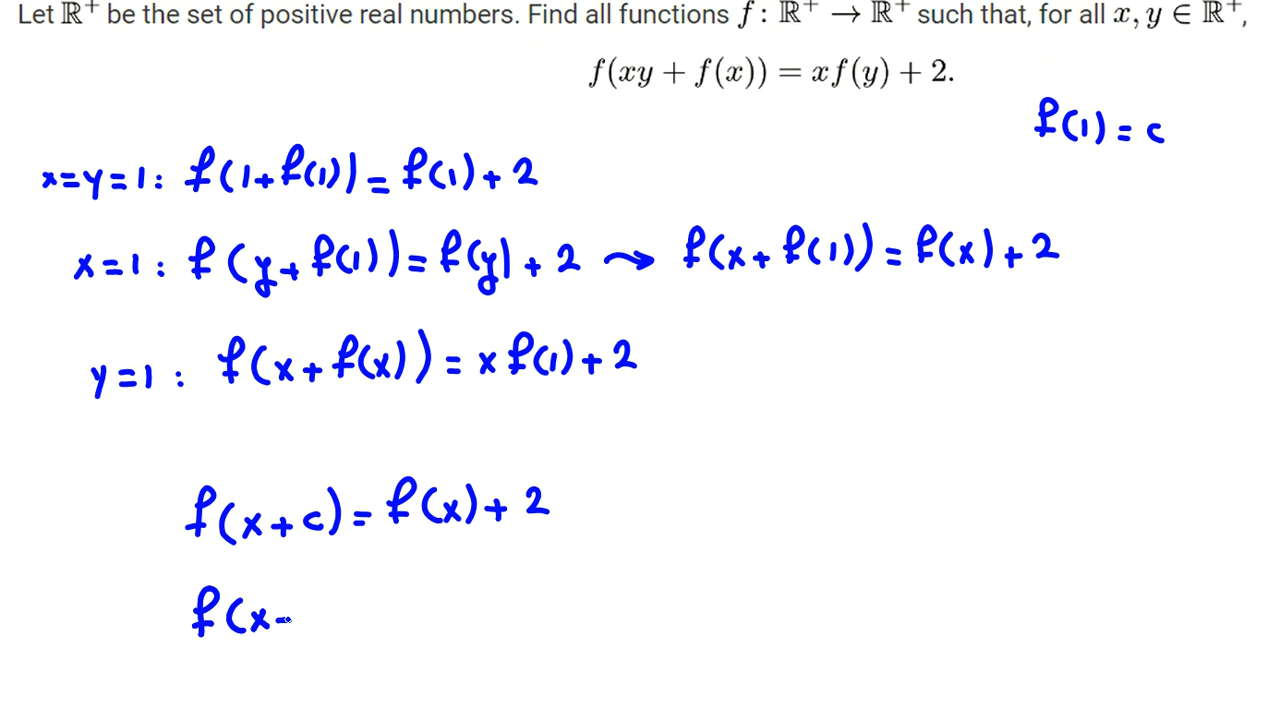 Let ℝ⁺ be the set of positive real numbers. Find all functions f: ℝ⁺ → ℝ⁺ such that, for all x, y ∈ ℝ⁺,
f(xy + f(x)) = xf(y) + 2.
f(1) = c
x=y=1: f(1+f(1)) = f(1)+2
x=1: f(y+f(1)) = f(y)+2 ⇝ f(x+f(1)) = f(x)+2
y=1: f(x+f(x)) = xf(1)+2
f(x+c) = f(x)+2
f(x-